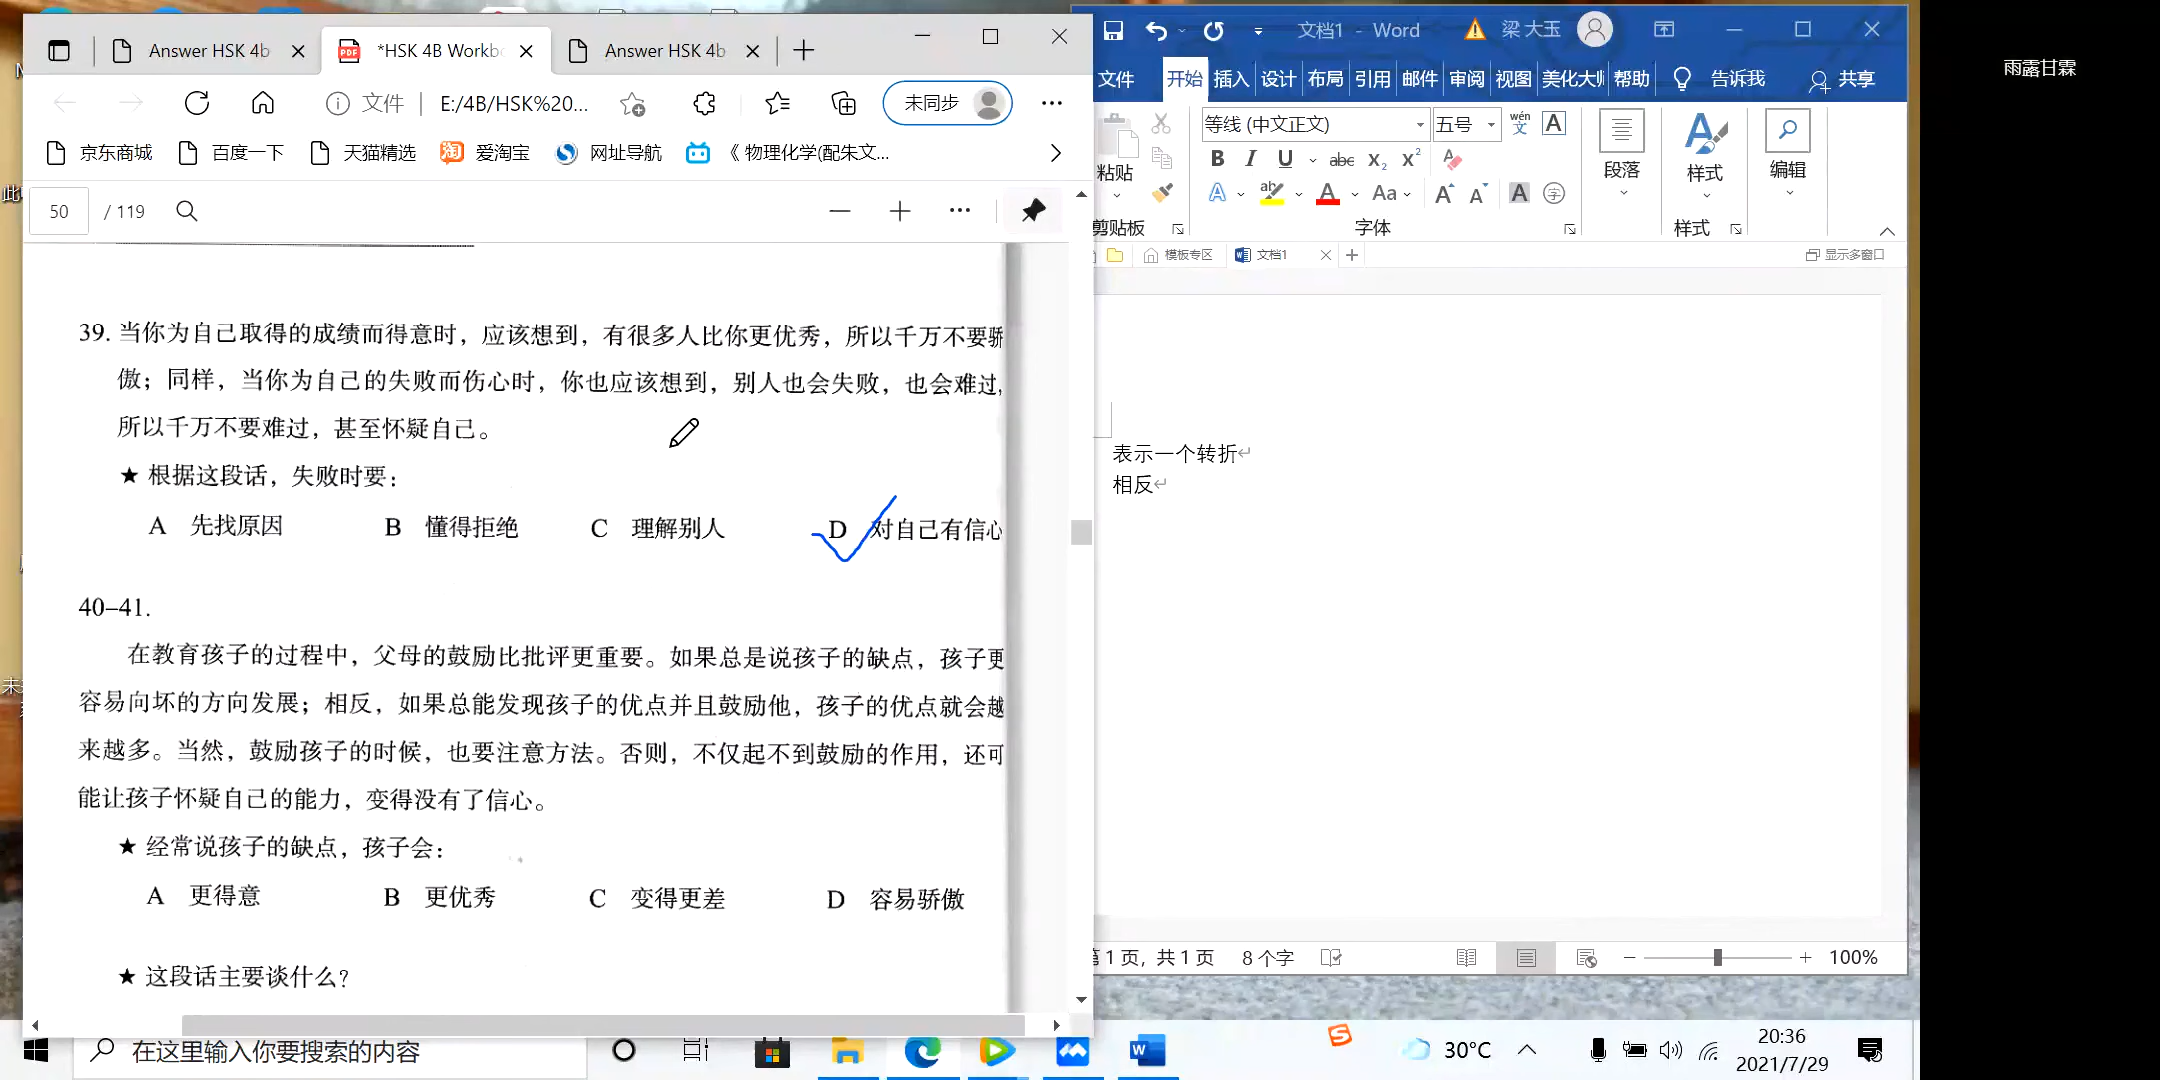 Answer HSK 4b
*HSK 4B Workbo
Answer HSK 4b
文件
E:/4B/HSK%20...
未同步
京东商城
百度一下
天猫精选
淘
爱淘宝
网址导航
《 物理化学(配朱文...
50
/ 119
39. 当你为自己取得的成绩而得意时，应该想到，有很多人比你更优秀，所以千万不要骄
傲；同样，当你为自己的失败而伤心时，你也应该想到，别人也会失败，也会难过，
所以千万不要难过，甚至怀疑自己。
★ 根据这段话，失败时要：
A 先找原因 B 懂得拒绝 C 理解别人 D 对自己有信心
40–41.
在教育孩子的过程中，父母的鼓励比批评更重要。如果总是说孩子的缺点，孩子更
容易向坏的方向发展；相反，如果总能发现孩子的优点并且鼓励他，孩子的优点就会越
来越多。当然，鼓励孩子的时候，也要注意方法。否则，不仅起不到鼓励的作用，还可
能让孩子怀疑自己的能力，变得没有了信心。
★ 经常说孩子的缺点，孩子会：
A 更得意 B 更优秀 C 变得更差 D 容易骄傲
★ 这段话主要谈什么？
文档1 - Word
梁 大玉
文件 开始 插入 设计 布局 引用 邮件 审阅 视图 美化大师 帮助 告诉我 共享
粘贴
剪贴板
等线 (中文正文)
五号
wén
文
A
B I U abc X₂ X²
A
Aa
A A A 字
字体
段落
样式
样式
编辑
模板专区
文档1
显示多窗口
表示一个转折
相反
第 1 页，共 1 页
8 个字
100%
雨露甘霖
在这里输入你要搜索的内容
30°C
20:36
2021/7/29